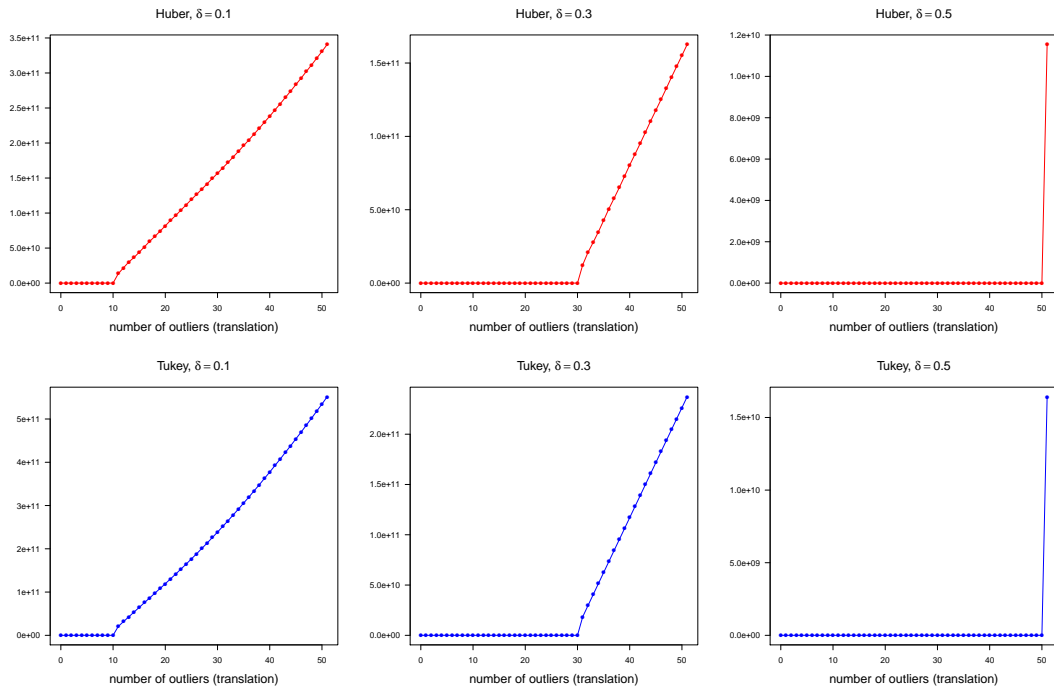 Huber, δ = 0.1
3.5e+11
3.0e+11
2.5e+11
2.0e+11
1.5e+11
1.0e+11
5.0e+10
0.0e+00
0 10 20 30 40 50
number of outliers (translation)
Huber, δ = 0.3
1.5e+11
1.0e+11
5.0e+10
0.0e+00
0 10 20 30 40 50
number of outliers (translation)
Huber, δ = 0.5
1.2e+10
1.0e+10
8.0e+09
6.0e+09
4.0e+09
2.0e+09
0.0e+00
0 10 20 30 40 50
number of outliers (translation)
Tukey, δ = 0.1
5e+11
4e+11
3e+11
2e+11
1e+11
0e+00
0 10 20 30 40 50
number of outliers (translation)
Tukey, δ = 0.3
2.0e+11
1.5e+11
1.0e+11
5.0e+10
0.0e+00
0 10 20 30 40 50
number of outliers (translation)
Tukey, δ = 0.5
1.5e+10
1.0e+10
5.0e+09
0.0e+00
0 10 20 30 40 50
number of outliers (translation)